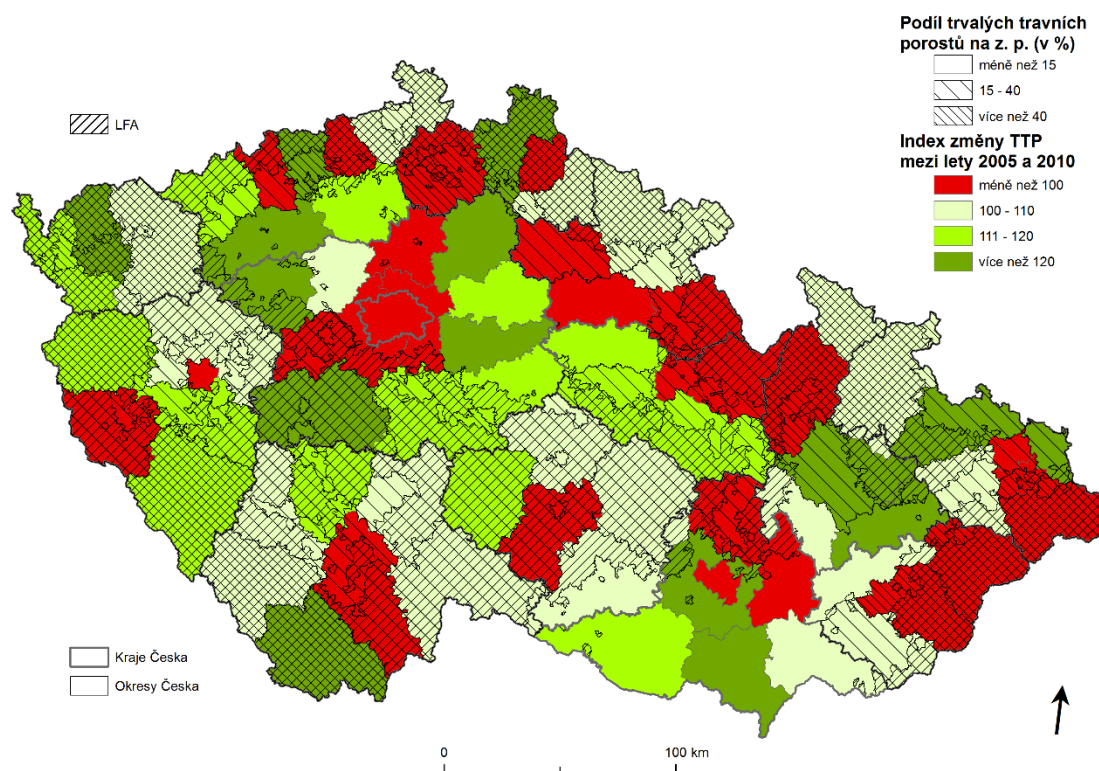 Podíl trvalých travních
porostů na z. p. (v %)
méně než 15
15 - 40
více než 40
Index změny TTP
mezi lety 2005 a 2010
méně než 100
100 - 110
111 - 120
více než 120
LFA
Kraje Česka
Okresy Česka
0
100 km